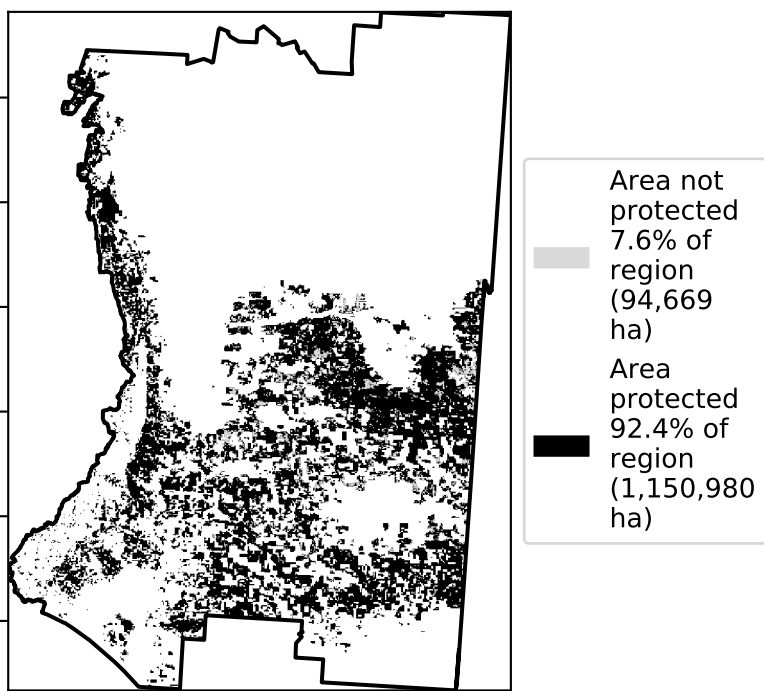 Area not
protected
7.6% of
region
(94,669
ha)
Area
protected
92.4% of
region
(1,150,980
ha)